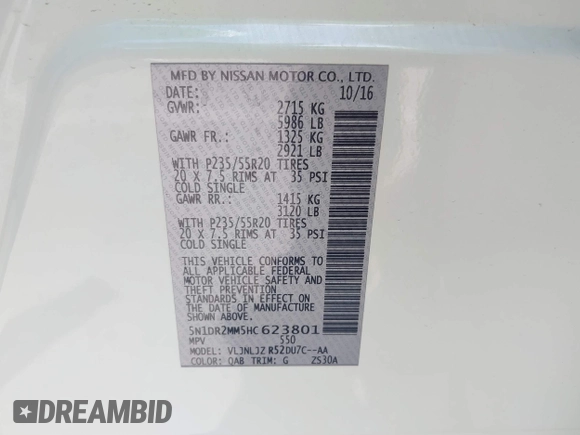 MFD BY NISSAN MOTOR CO., LTD.
DATE: 10/16
GVWR: 2715 KG
5986 LB
GAWR FR.: 1325 KG
2921 LB
WITH P235/55R20 TIRES
20 X 7.5 RIMS AT 35 PSI
COLD SINGLE
GAWR RR.: 1415 KG
3120 LB
WITH P235/55R20 TIRES
20 X 7.5 RIMS AT 35 PSI
COLD SINGLE
THIS VEHICLE CONFORMS TO
ALL APPLICABLE FEDERAL
MOTOR VEHICLE SAFETY AND
THEFT PREVENTION
STANDARDS IN EFFECT ON
THE DATE OF MANUFACTURE
SHOWN ABOVE.
5N1DR2MM5HC623801
MPV 550
MODEL: VLJNLJZ R52DU7C--AA
COLOR: QAB TRIM: G ZS30A
DREAMBID
DREAMBID.COM